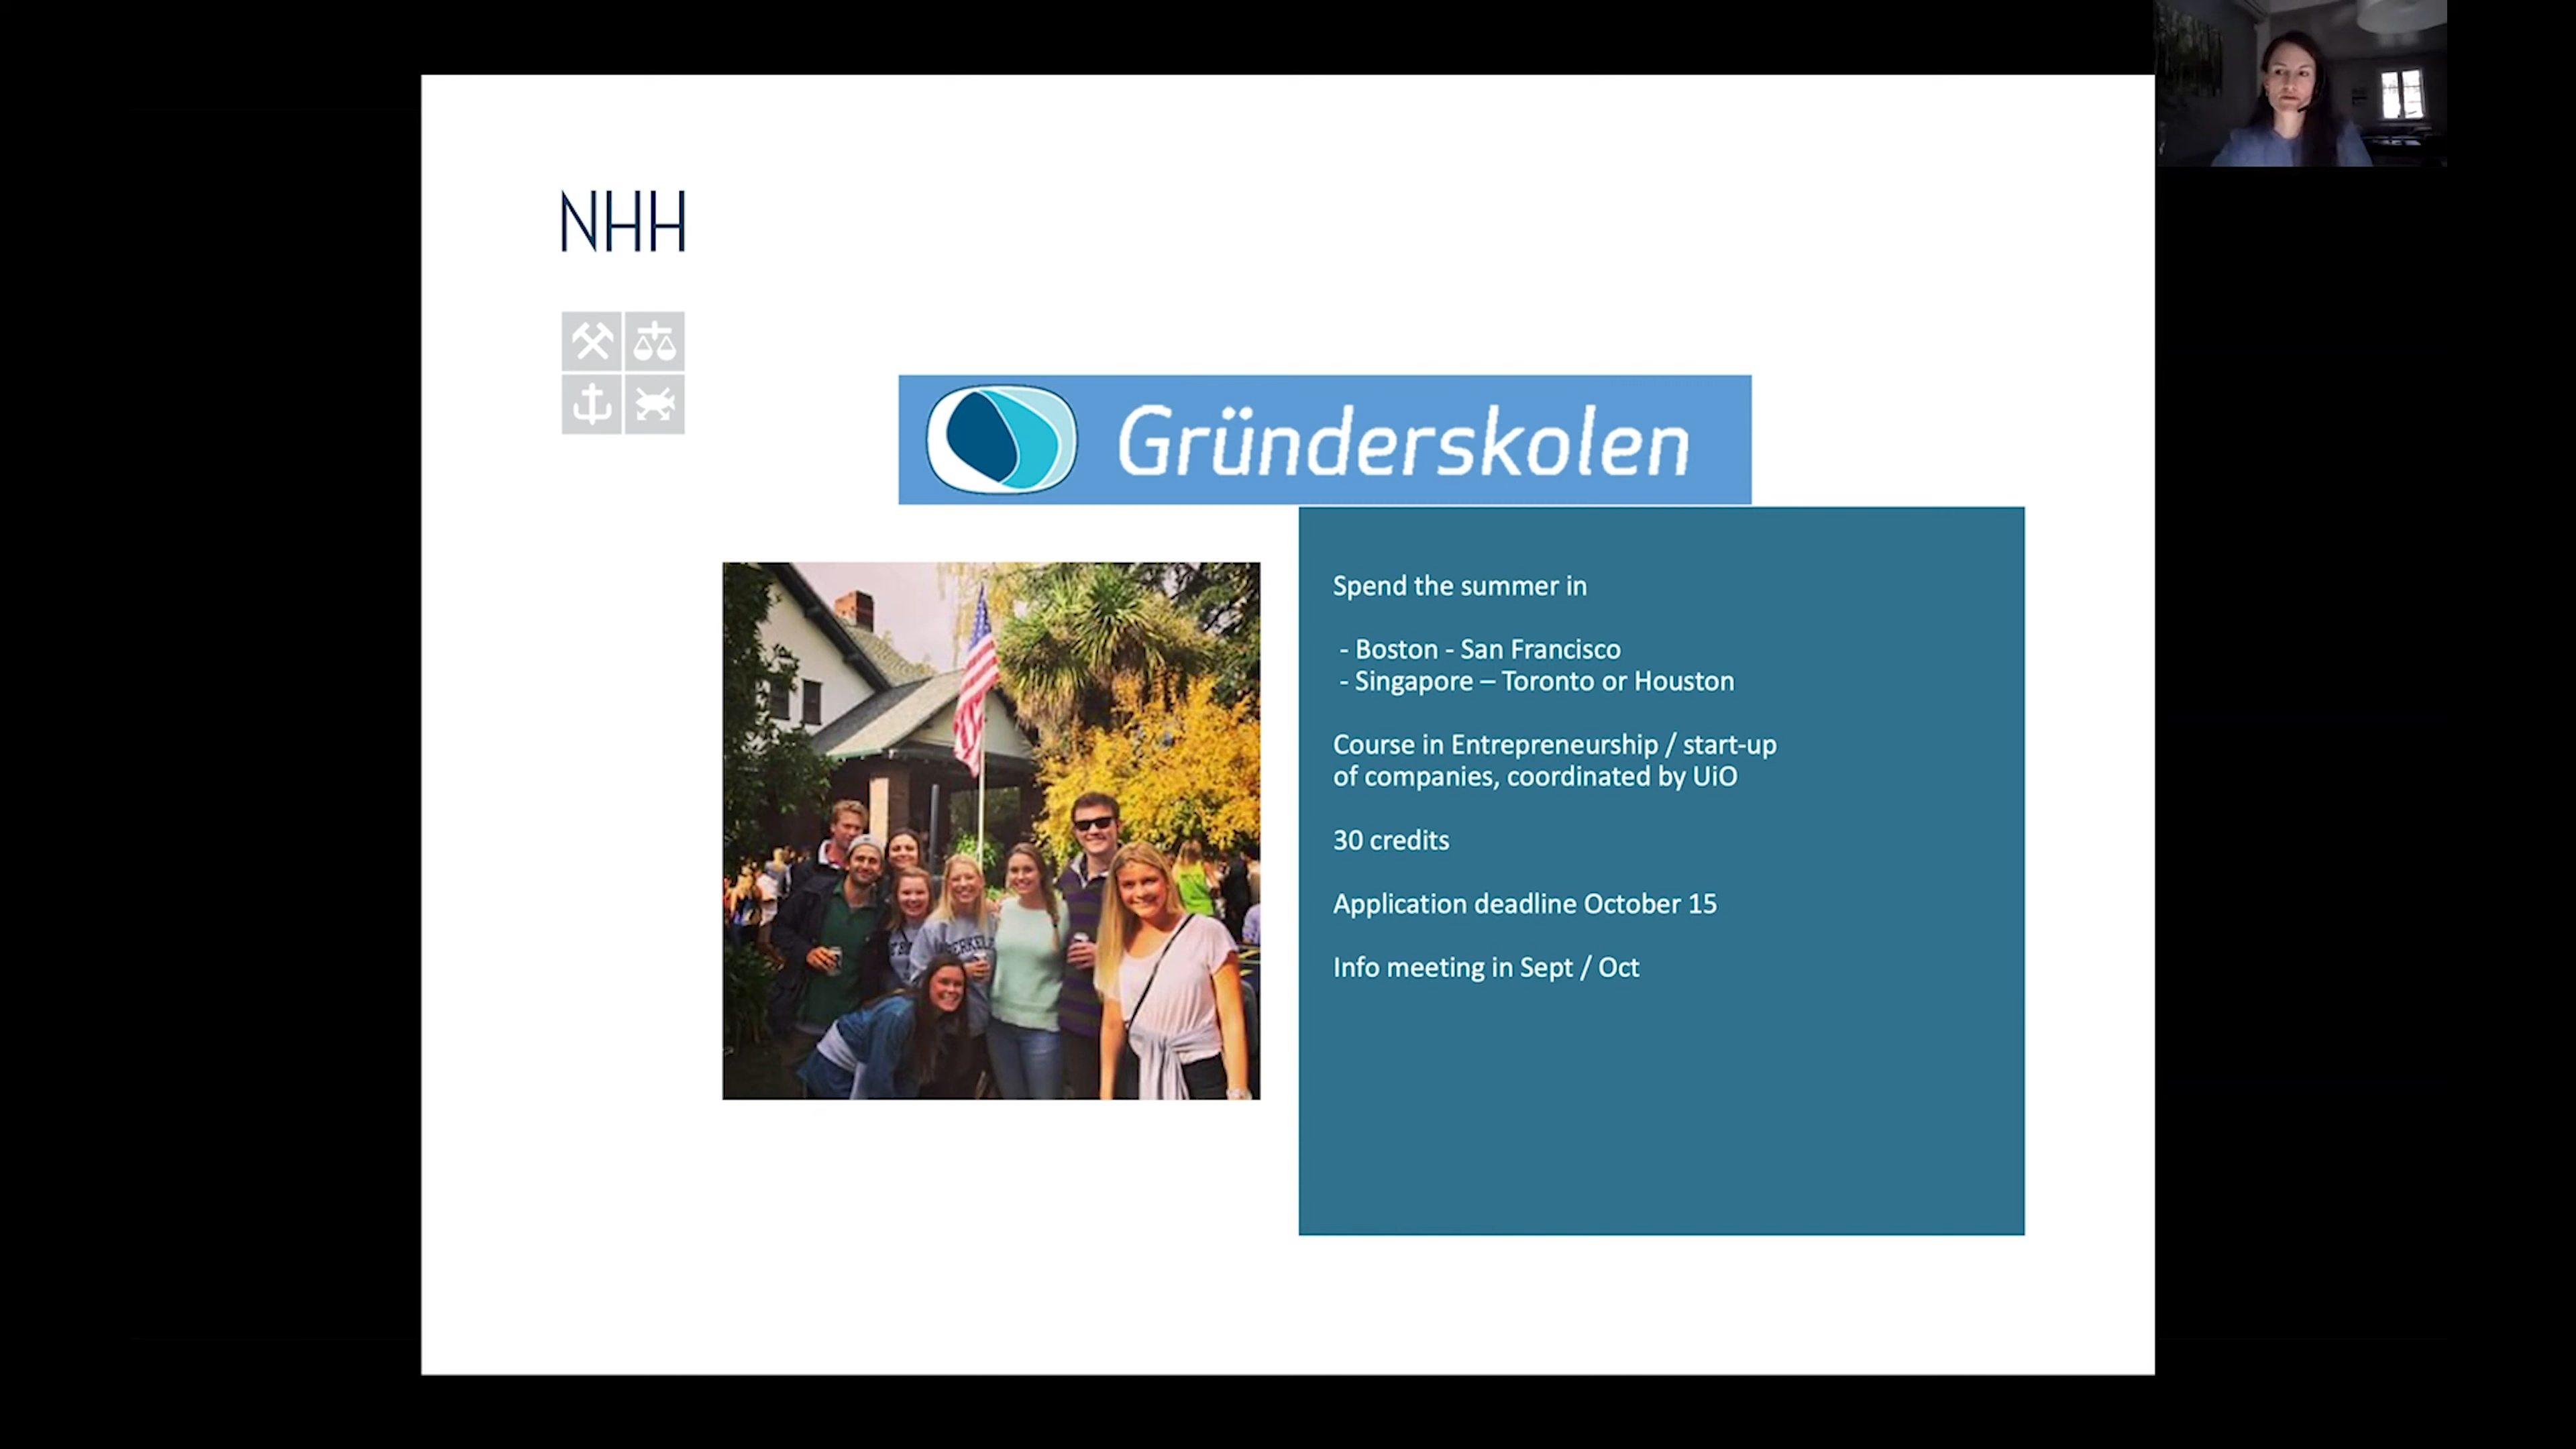 NHH
Gründerskolen
Spend the summer in
- Boston - San Francisco
- Singapore – Toronto or Houston
Course in Entrepreneurship / start-up
of companies, coordinated by UiO
30 credits
Application deadline October 15
Info meeting in Sept / Oct